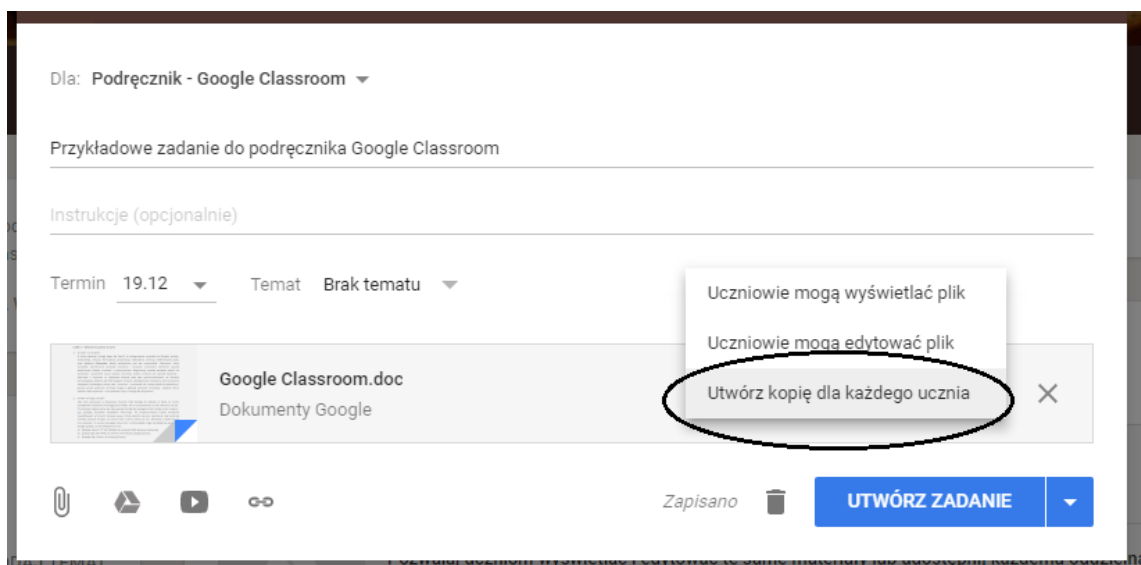 Dla: Podręcznik - Google Classroom
Przykładowe zadanie do podręcznika Google Classroom
Instrukcje (opcjonalnie)
Termin 19.12 Temat Brak tematu
Uczniowie mogą wyświetlać plik
Uczniowie mogą edytować plik
Utwórz kopię dla każdego ucznia
Google Classroom.doc
Dokumenty Google
Zapisano
UTWÓRZ ZADANIE